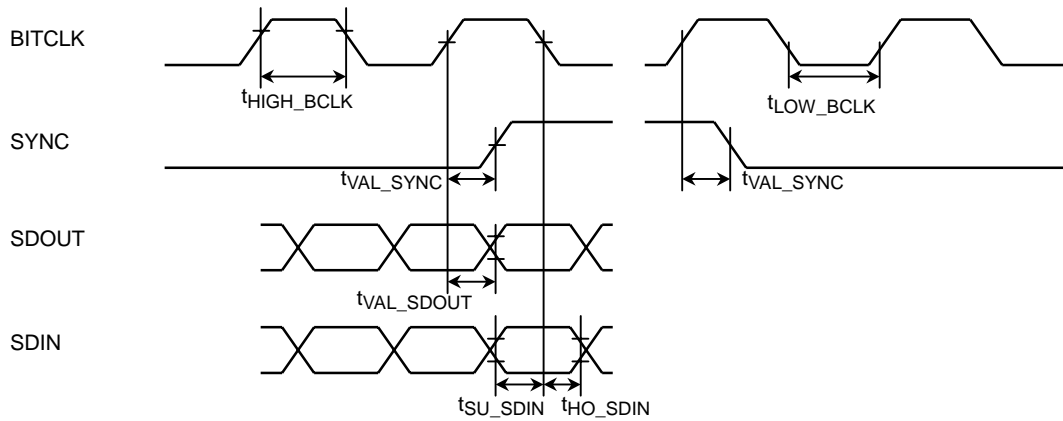 BITCLK
tHIGH_BCLK
tLOW_BCLK
SYNC
tVAL_SYNC
tVAL_SYNC
SDOUT
tVAL_SDOUT
SDIN
tSU_SDIN
tHO_SDIN